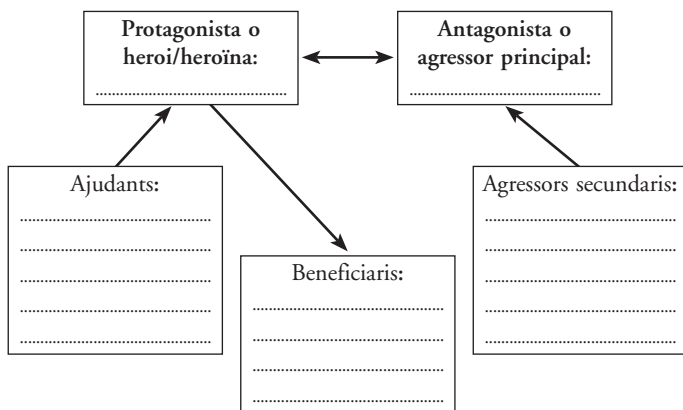 Protagonista o
heroi/heroïna:
Antagonista o
agressor principal:
Ajudants:
Agressors secundaris:
Beneficiaris: